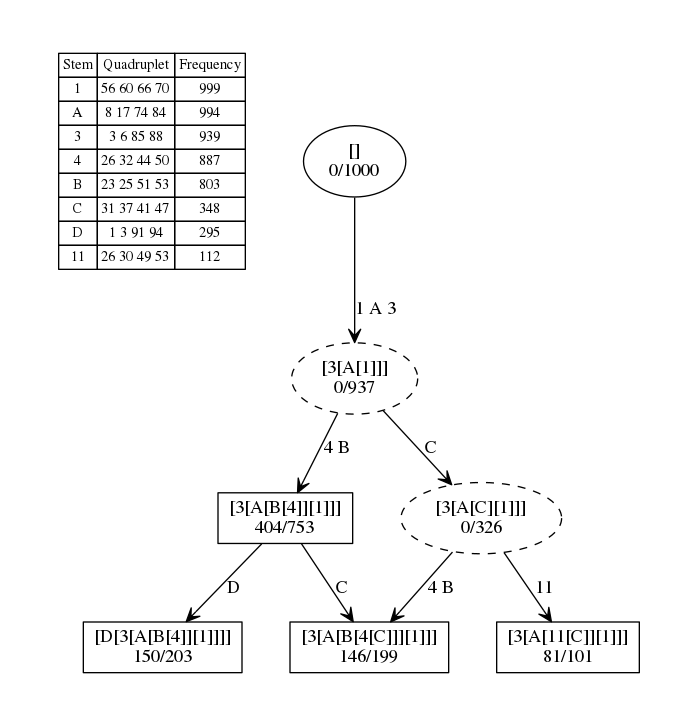 Stem Quadruplet Frequency
1 56 60 66 70 999
A 8 17 74 84 994
3 3 6 85 88 939
4 26 32 44 50 887
B 23 25 51 53 803
C 31 37 41 47 348
D 1 3 91 94 295
11 26 30 49 53 112
[]
0/1000
1 A 3
[3[A[1]]]
0/937
4 B
C
[3[A[B[4]][1]]]
404/753
[3[A[C][1]]]
0/326
D
C
4 B
11
[D[3[A[B[4]][1]]]]
150/203
[3[A[B[4[C]]][1]]]
146/199
[3[A[11[C]][1]]]
81/101